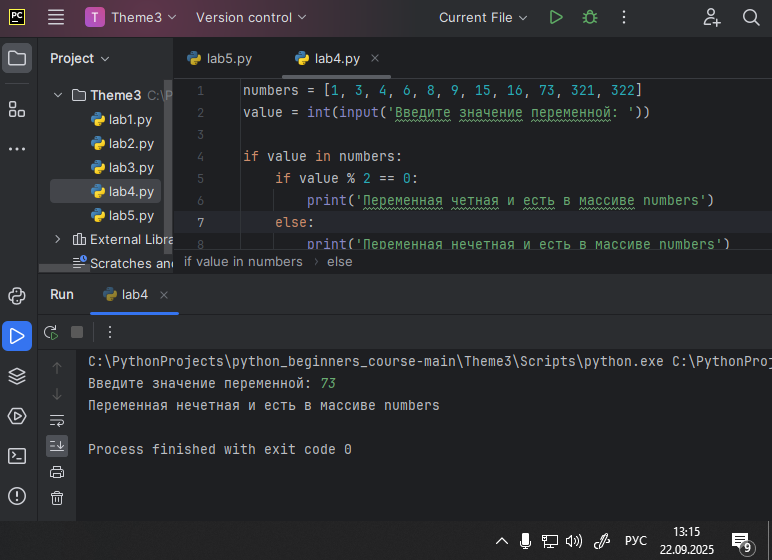 PC
T Theme3 Version control Current File
Project lab5.py lab4.py
Theme3 C:\P
lab1.py
lab2.py
lab3.py
lab4.py
lab5.py
External Libra
Scratches and
1 numbers = [1, 3, 4, 6, 8, 9, 15, 16, 73, 321, 322]
2 value = int(input('Введите значение переменной: '))
3
4 if value in numbers:
5 if value % 2 == 0:
6 print('Переменная четная и есть в массиве numbers')
7 else:
8 print('Переменная нечетная и есть в массиве numbers')
if value in numbers › else
Run lab4
C:\PythonProjects\python_beginners_course-main\Theme3\Scripts\python.exe C:\PythonProj
Введите значение переменной: 73
Переменная нечетная и есть в массиве numbers
Process finished with exit code 0
РУС 13:15
22.09.2025
9